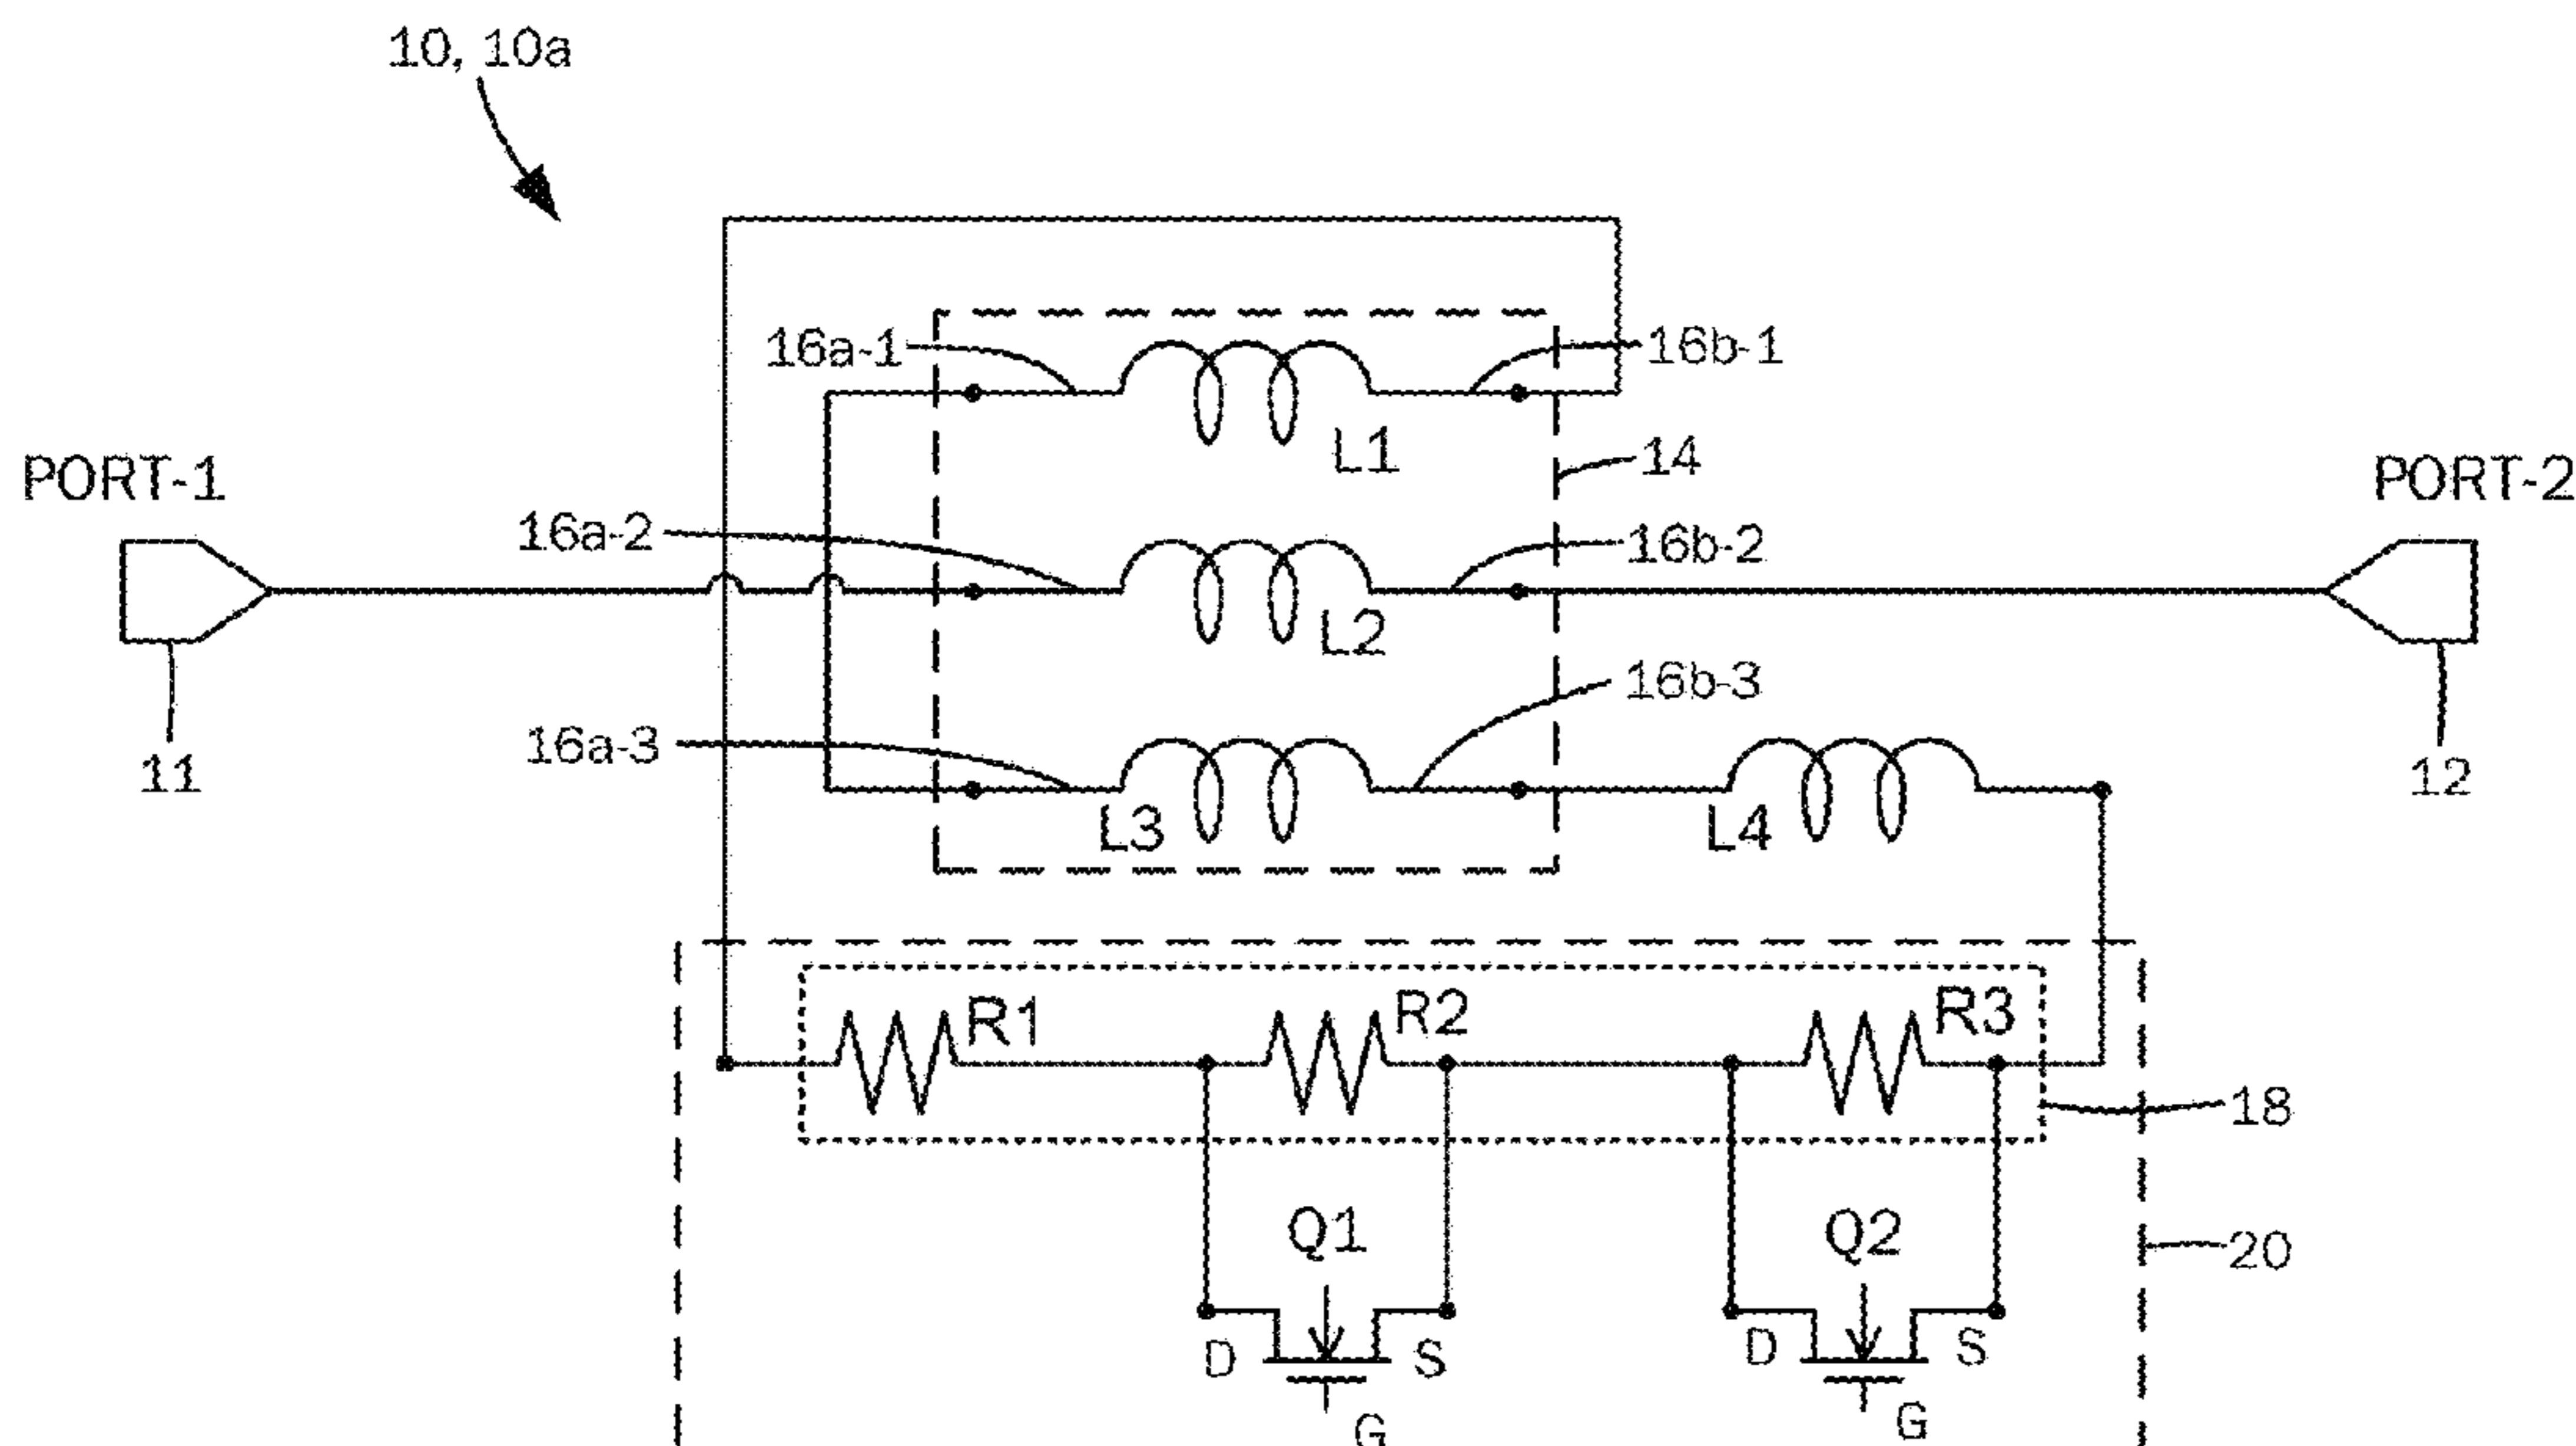 10, 10a
16a-1
16b-1
L1
14
PORT-1
PORT-2
16a-2
16b-2
L2
16b-3
16a-3
11
12
L3
L4
R1
R2
R3
18
Q1
Q2
20
D
S
D
S
G
G